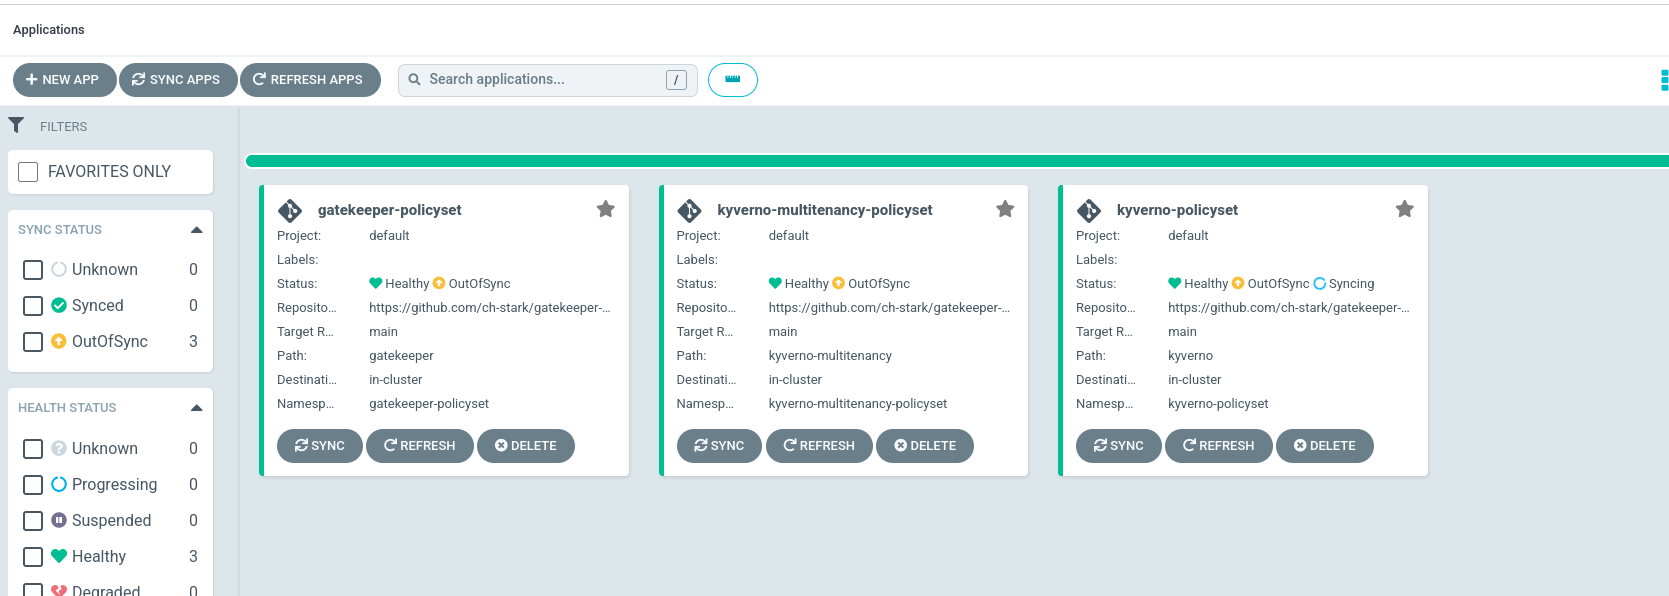 Applications
NEW APP SYNC APPS REFRESH APPS Search applications... /
FILTERS
FAVORITES ONLY
SYNC STATUS
Unknown 0
Synced 0
OutOfSync 3
HEALTH STATUS
Unknown 0
Progressing 0
Suspended 0
Healthy 3
Degraded 0
gatekeeper-policyset
Project: default
Labels:
Status: Healthy OutOfSync
Reposito... https://github.com/ch-stark/gatekeeper-...
Target R... main
Path: gatekeeper
Destinati... in-cluster
Namesp... gatekeeper-policyset
SYNC REFRESH DELETE
kyverno-multitenancy-policyset
Project: default
Labels:
Status: Healthy OutOfSync
Reposito... https://github.com/ch-stark/gatekeeper-...
Target R... main
Path: kyverno-multitenancy
Destinati... in-cluster
Namesp... kyverno-multitenancy-policyset
SYNC REFRESH DELETE
kyverno-policyset
Project: default
Labels:
Status: Healthy OutOfSync Syncing
Reposito... https://github.com/ch-stark/gatekeeper-...
Target R... main
Path: kyverno
Destinati... in-cluster
Namesp... kyverno-policyset
SYNC REFRESH DELETE